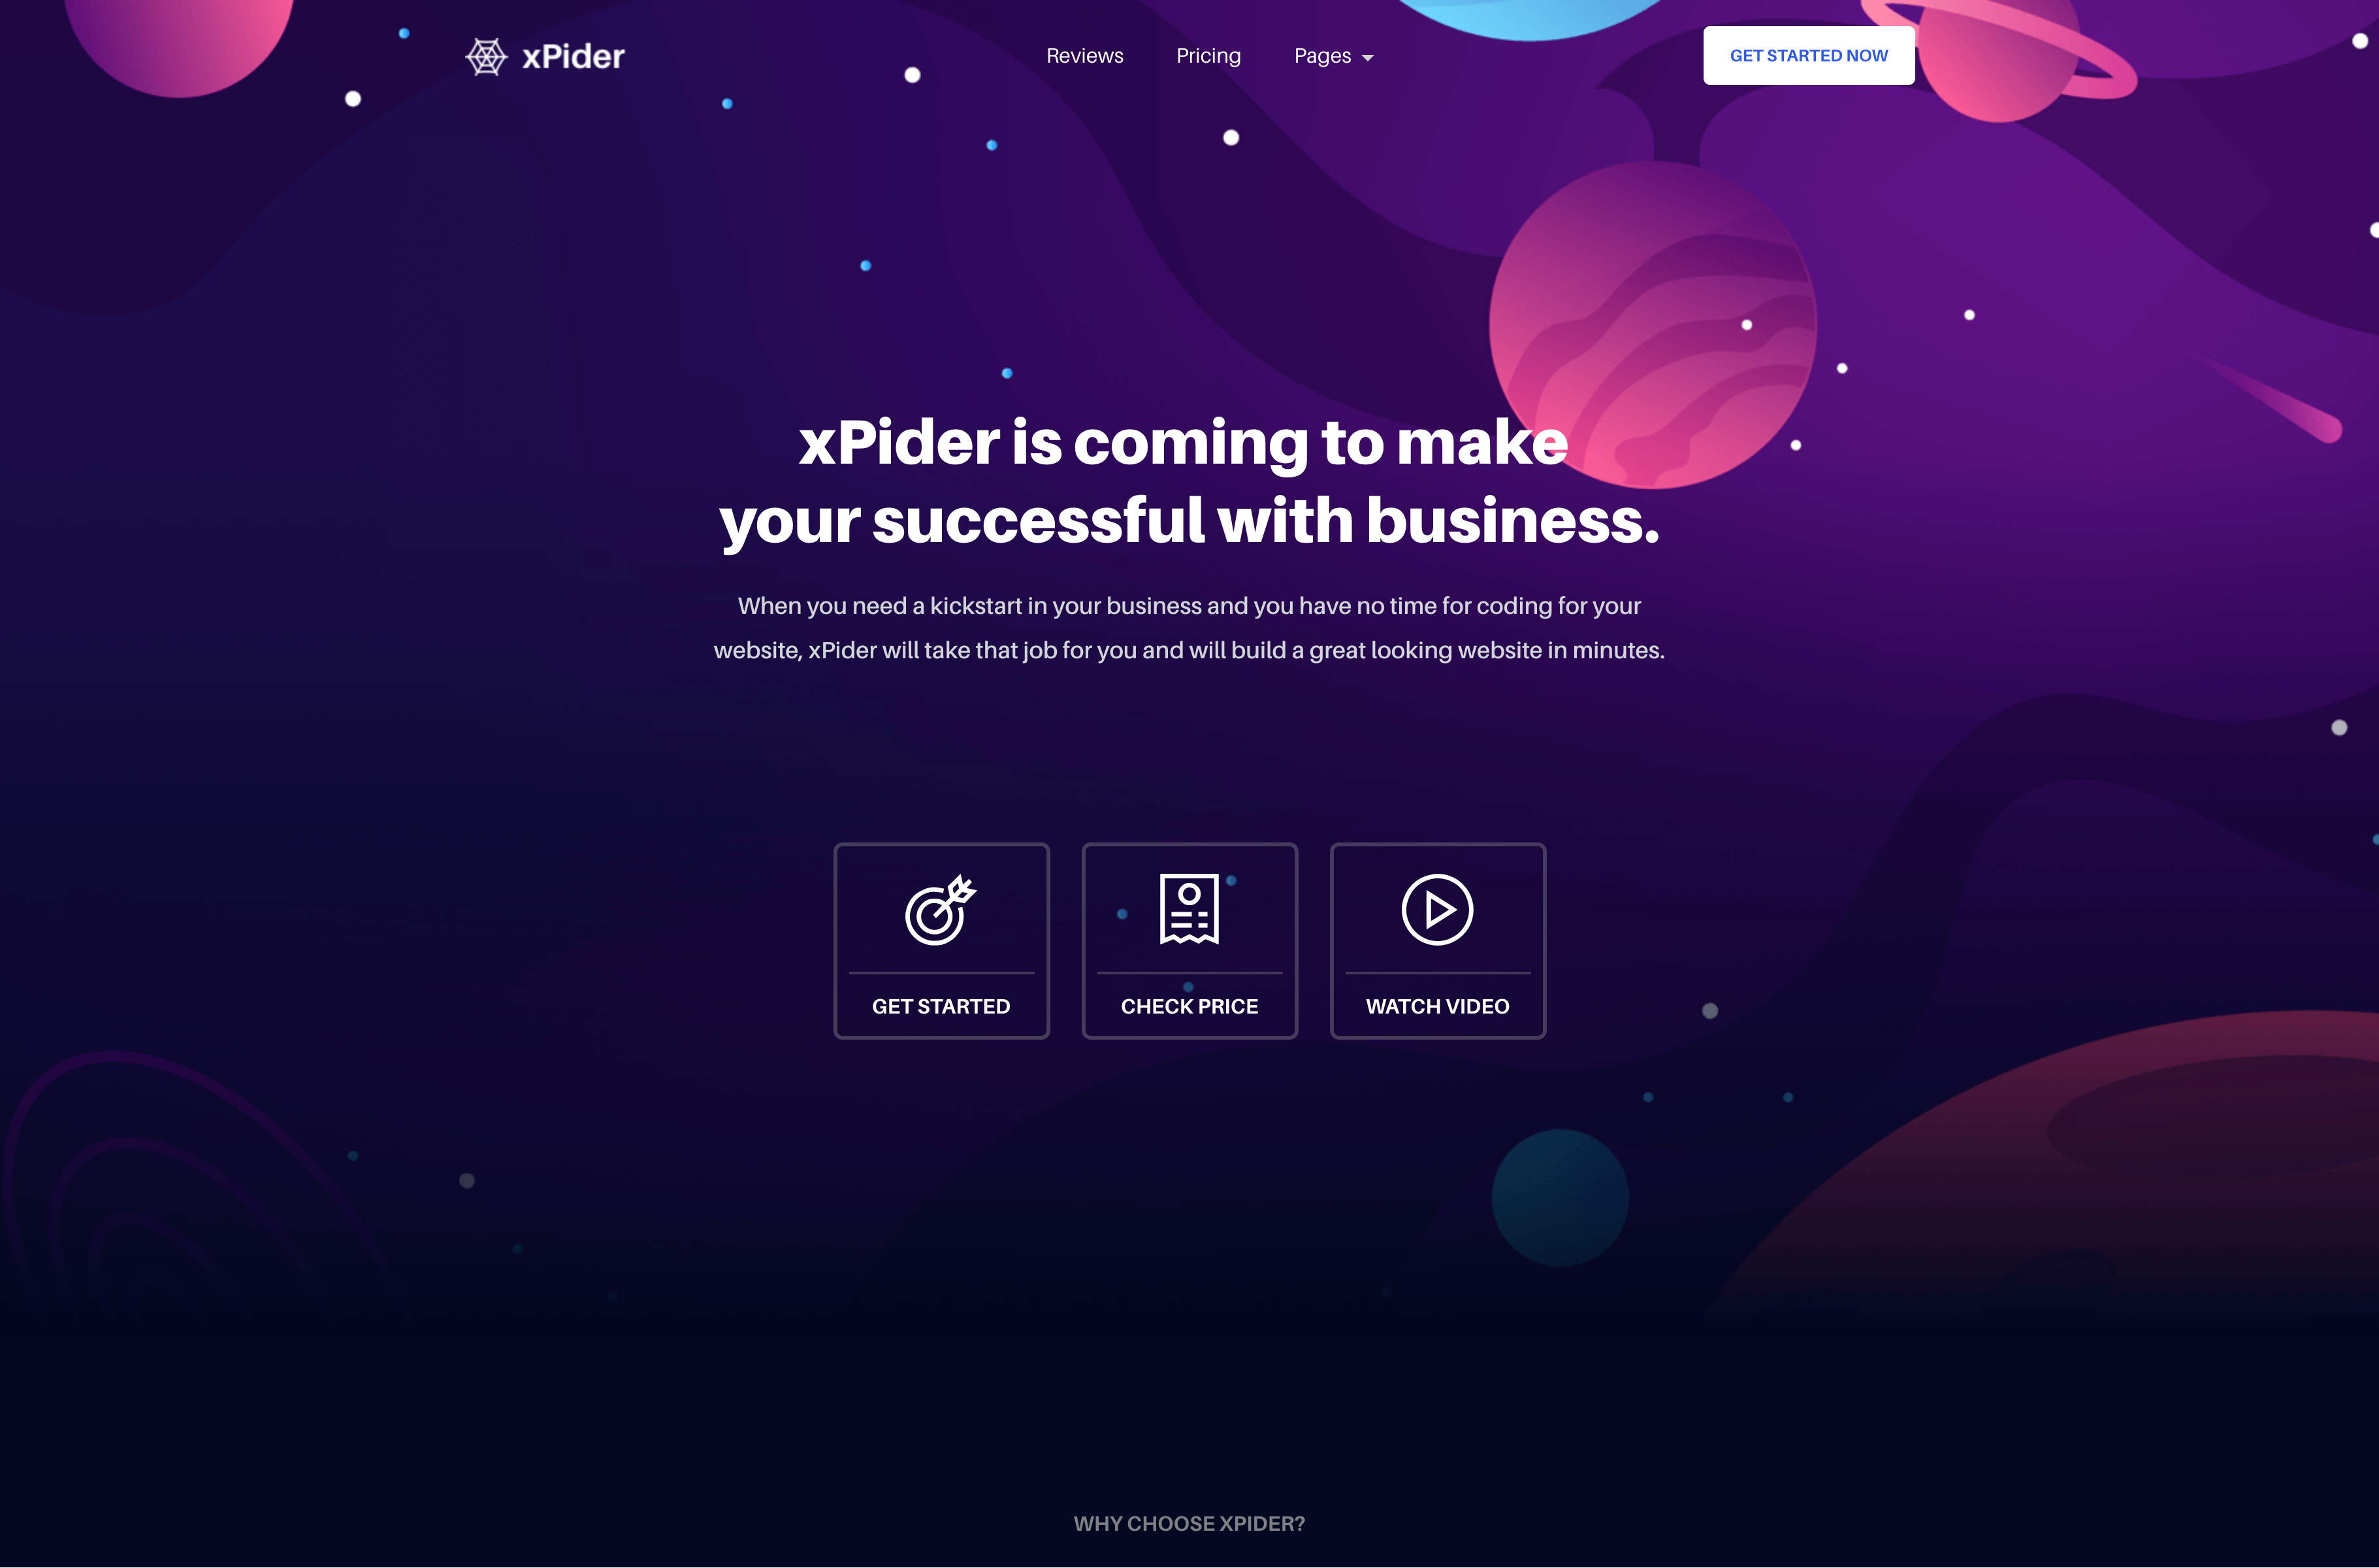 xPider
Reviews
Pricing
Pages
GET STARTED NOW
xPider is coming to make
your successful with business.
When you need a kickstart in your business and you have no time for coding for your
website, xPider will take that job for you and will build a great looking website in minutes.
GET STARTED
CHECK PRICE
WATCH VIDEO
WHY CHOOSE XPIDER?